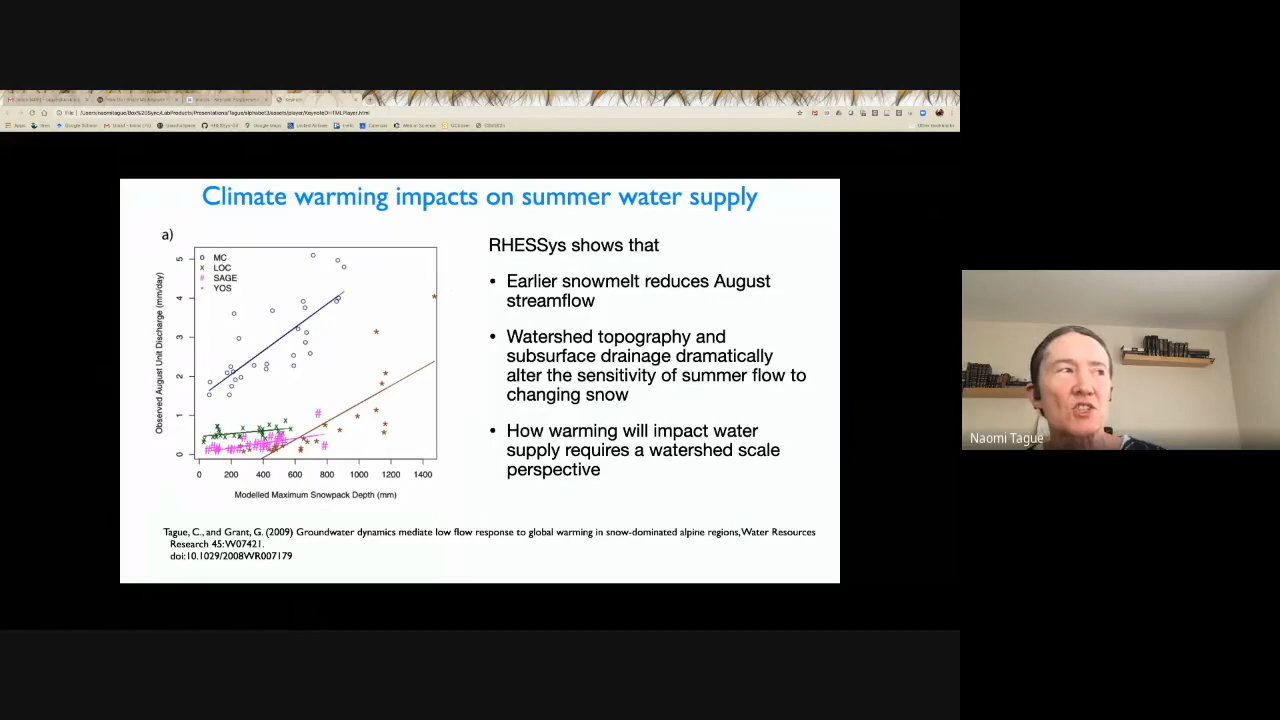 Climate warming impacts on summer water supply
a)
MC
LOC
SAGE
YOS
5
4
3
2
1
0
Observed August Unit Discharge (mm/day)
0 200 400 600 800 1000 1200 1400
Modelled Maximum Snowpack Depth (mm)
RHESSys shows that
• Earlier snowmelt reduces August
streamflow
• Watershed topography and
subsurface drainage dramatically
alter the sensitivity of summer flow to
changing snow
• How warming will impact water
supply requires a watershed scale
perspective
Tague, C., and Grant, G. (2009) Groundwater dynamics mediate low flow response to global warming in snow-dominated alpine regions, Water Resources
Research 45: W07421.
doi:10.1029/2008WR007179
Naomi Tague